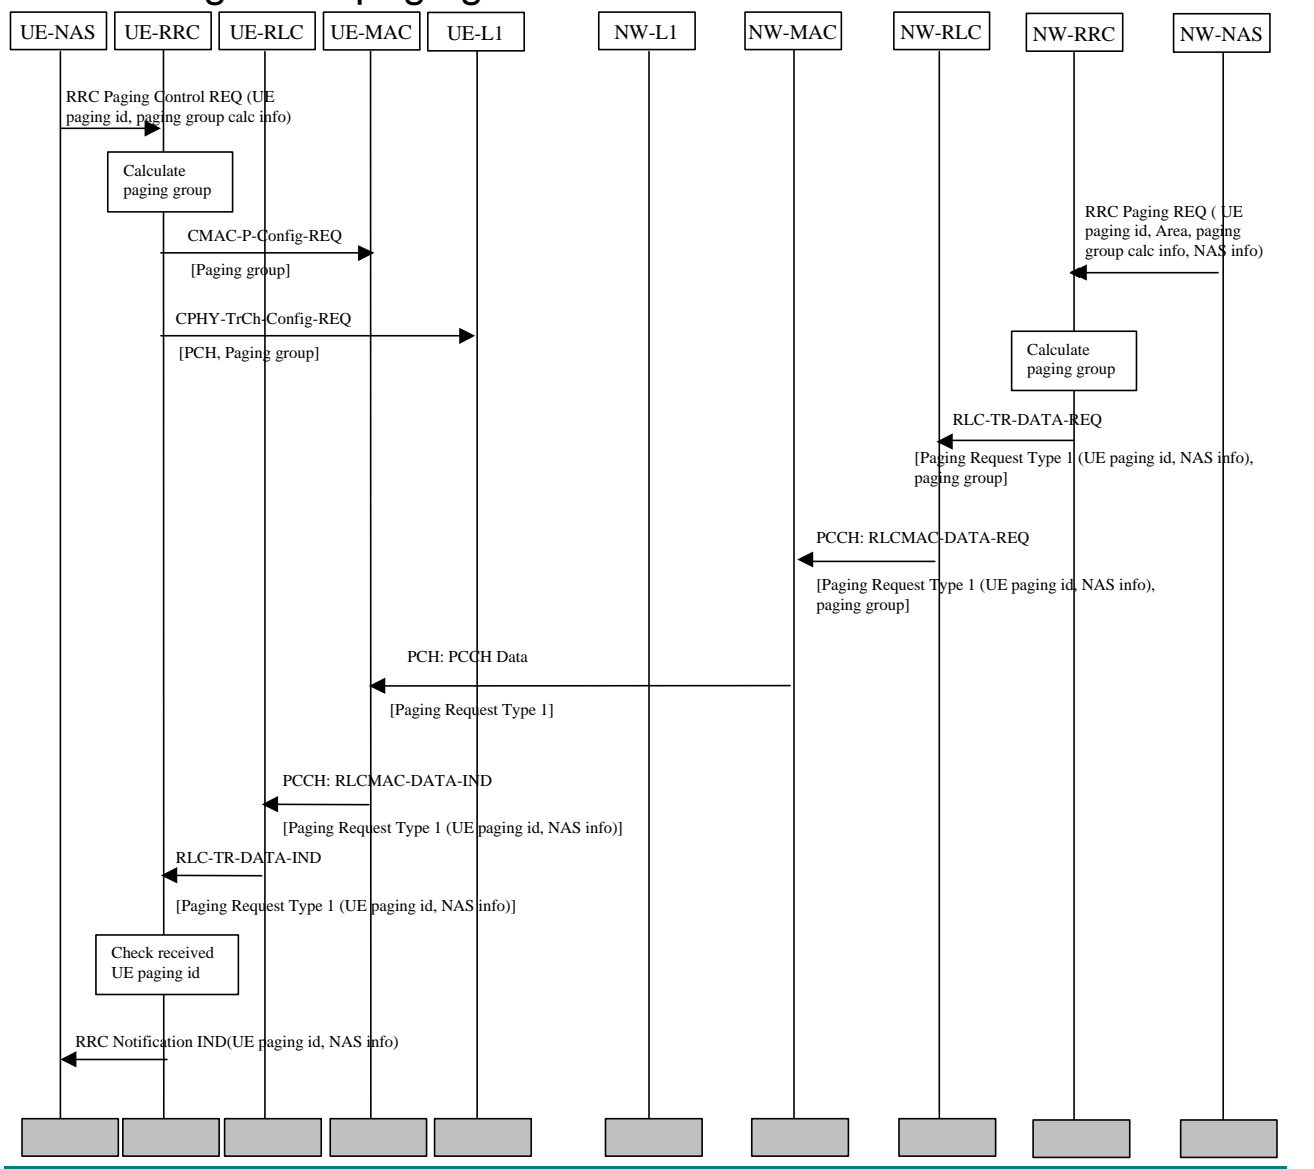 UE-NAS UE-RRC UE-RLC UE-MAC UE-L1 NW-L1 NW-MAC NW-RLC NW-RRC NW-NAS
RRC Paging Control REQ (UE
paging id, paging group calc info)
Calculate
paging group
RRC Paging REQ ( UE
paging id, Area, paging
group calc info, NAS info)
CMAC-P-Config-REQ
[Paging group]
CPHY-TrCh-Config-REQ
[PCH, Paging group]
Calculate
paging group
RLC-TR-DATA-REQ
[Paging Request Type 1 (UE paging id, NAS info),
paging group]
PCCH: RLCMAC-DATA-REQ
[Paging Request Type 1 (UE paging id, NAS info),
paging group]
PCH: PCCH Data
[Paging Request Type 1]
PCCH: RLCMAC-DATA-IND
[Paging Request Type 1 (UE paging id, NAS info)]
RLC-TR-DATA-IND
[Paging Request Type 1 (UE paging id, NAS info)]
Check received
UE paging id
RRC Notification IND(UE paging id, NAS info)